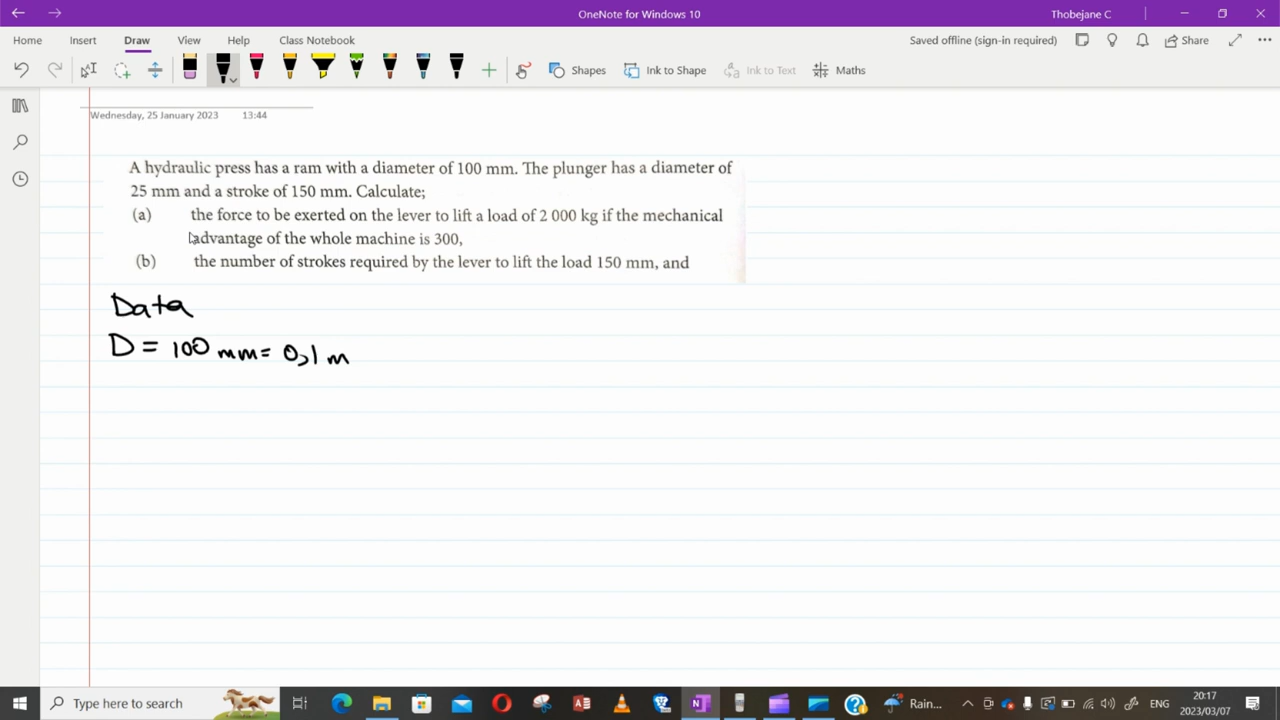 OneNote for Windows 10
Thobejane C
Home Insert Draw View Help Class Notebook
Saved offline (sign-in required)
Share
Shapes
Ink to Shape
Ink to Text
Maths
Wednesday, 25 January 2023 13:44
A hydraulic press has a ram with a diameter of 100 mm. The plunger has a diameter of
25 mm and a stroke of 150 mm. Calculate;
(a) the force to be exerted on the lever to lift a load of 2 000 kg if the mechanical
advantage of the whole machine is 300,
(b) the number of strokes required by the lever to lift the load 150 mm, and
Data
D = 100 mm = 0,1 m
Type here to search
Rain...
ENG
20:17
2023/03/07